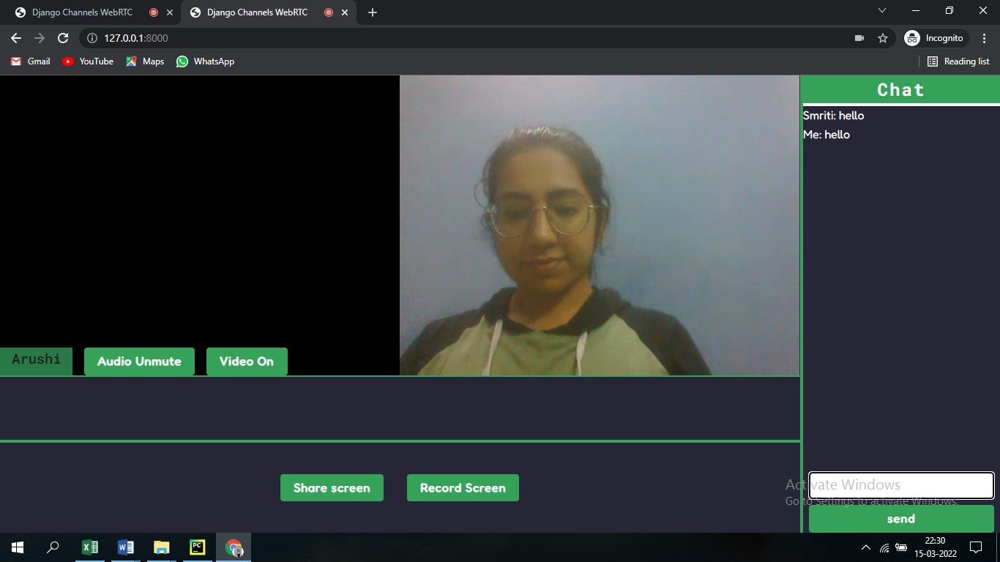 Django Channels WebRTC
Django Channels WebRTC
127.0.0.1:8000
Incognito
Gmail
YouTube
Maps
WhatsApp
Reading list
Chat
Smriti: hello
Me: hello
Arushi
Audio Unmute
Video On
Share screen
Record Screen
Activate Windows
Go to Settings to activate Windows.
send
22:30
15-03-2022